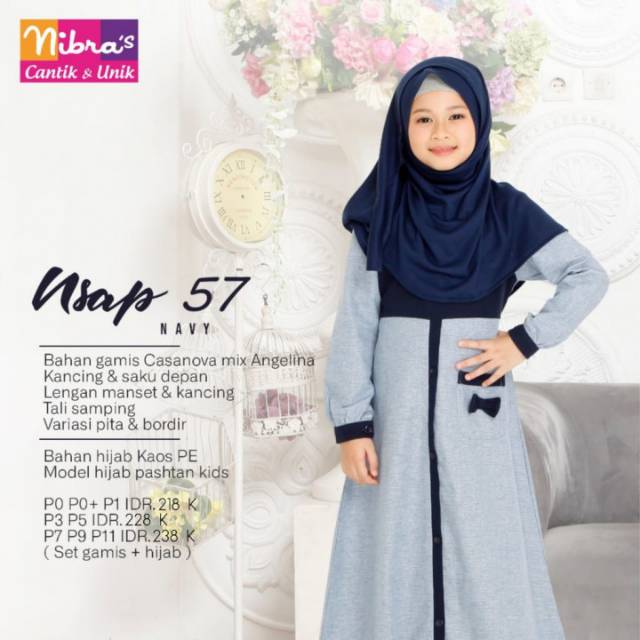 nibra's
Cantik & Unik
Nsap 57
NAVY
Bahan gamis Casanova mix Angelina
Kancing & saku depan
Lengan manset & kancing
Tali samping
Variasi pita & bordir
Bahan hijab Kaos PE
Model hijab pashtan kids
P0 P0+ P1 IDR.218 K
P3 P5 IDR.228 K
P7 P9 P11 IDR.238 K
( Set gamis + hijab )